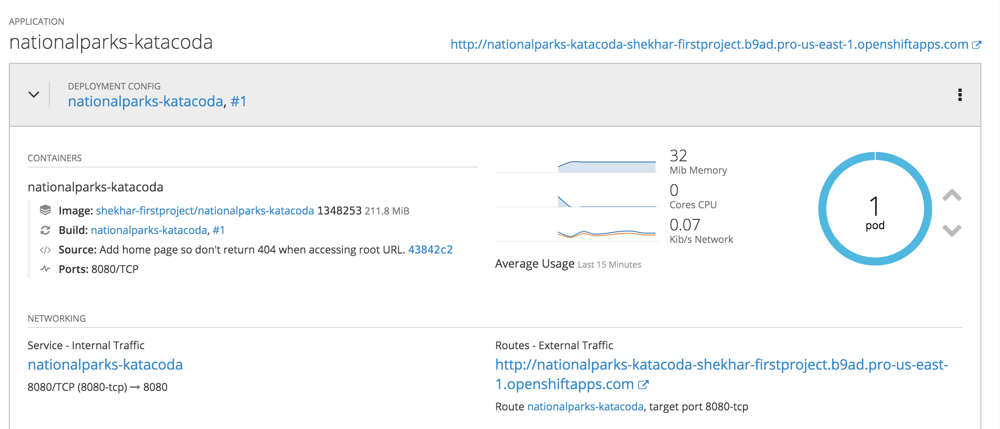 APPLICATION
nationalparks-katacoda
http://nationalparks-katacoda-shekhar-firstproject.b9ad.pro-us-east-1.openshiftapps.com
DEPLOYMENT CONFIG
nationalparks-katacoda, #1
CONTAINERS
nationalparks-katacoda
Image: shekhar-firstproject/nationalparks-katacoda 1348253 211.8 MiB
Build: nationalparks-katacoda, #1
Source: Add home page so don't return 404 when accessing root URL. 43842c2
Ports: 8080/TCP
32
Mib Memory
0
Cores CPU
0.07
Kib/s Network
Average Usage Last 15 Minutes
1
pod
NETWORKING
Service - Internal Traffic
nationalparks-katacoda
8080/TCP (8080-tcp) → 8080
Routes - External Traffic
http://nationalparks-katacoda-shekhar-firstproject.b9ad.pro-us-east-
1.openshiftapps.com
Route nationalparks-katacoda, target port 8080-tcp